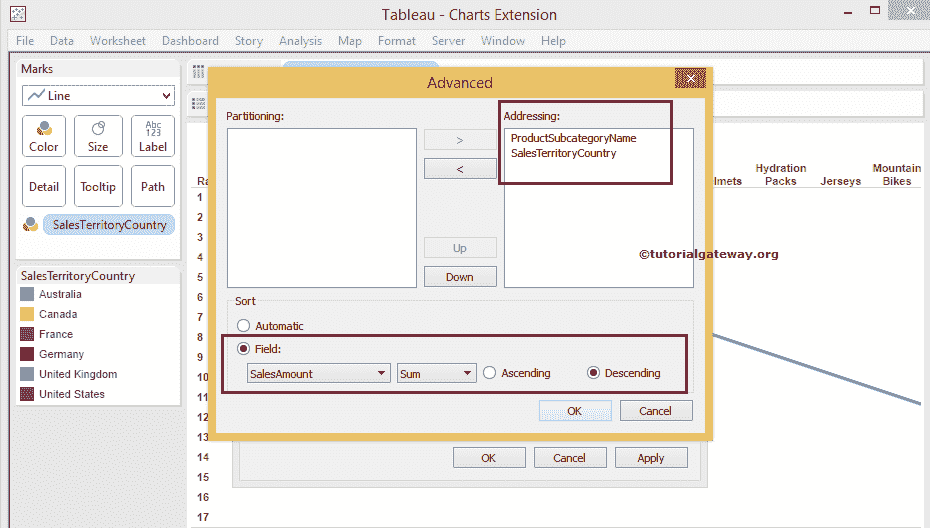 Tableau - Charts Extension
File Data Worksheet Dashboard Story Analysis Map Format Server Window Help
Marks
Line
Color Size Abc 123 Label
Detail Tooltip Path
SalesTerritoryCountry
SalesTerritoryCountry
Australia
Canada
France
Germany
United Kingdom
United States
Advanced
Partitioning:
Addressing:
>
<
Up
Down
ProductSubcategoryName
SalesTerritoryCountry
Sort
Automatic
Field:
SalesAmount Sum Ascending Descending
OK Cancel
OK Cancel Apply
Ra
lmets
Hydration
Packs
Jerseys
Mountain
Bikes
©tutorialgateway.org
1
2
3
4
5
6
7
8
9
10
11
12
13
14
15
16
17